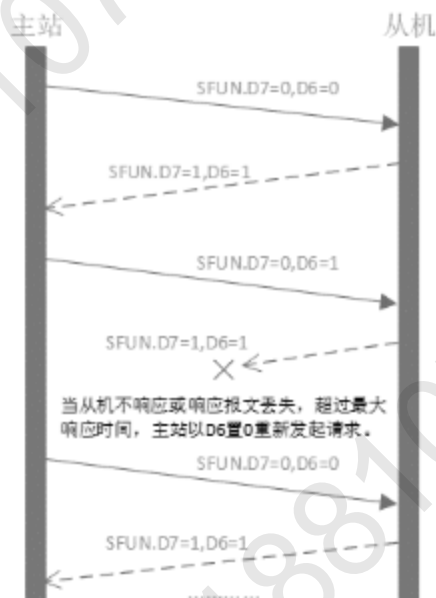 主站
从机
SFUN.D7=0,D6=0
SFUN.D7=1,D6=1
SFUN.D7=0,D6=1
SFUN.D7=1,D6=1
当从机不响应或响应报文丢失，超过最大
响应时间，主站以D6置0重新发起请求。
SFUN.D7=0,D6=0
SFUN.D7=1,D6=1
............